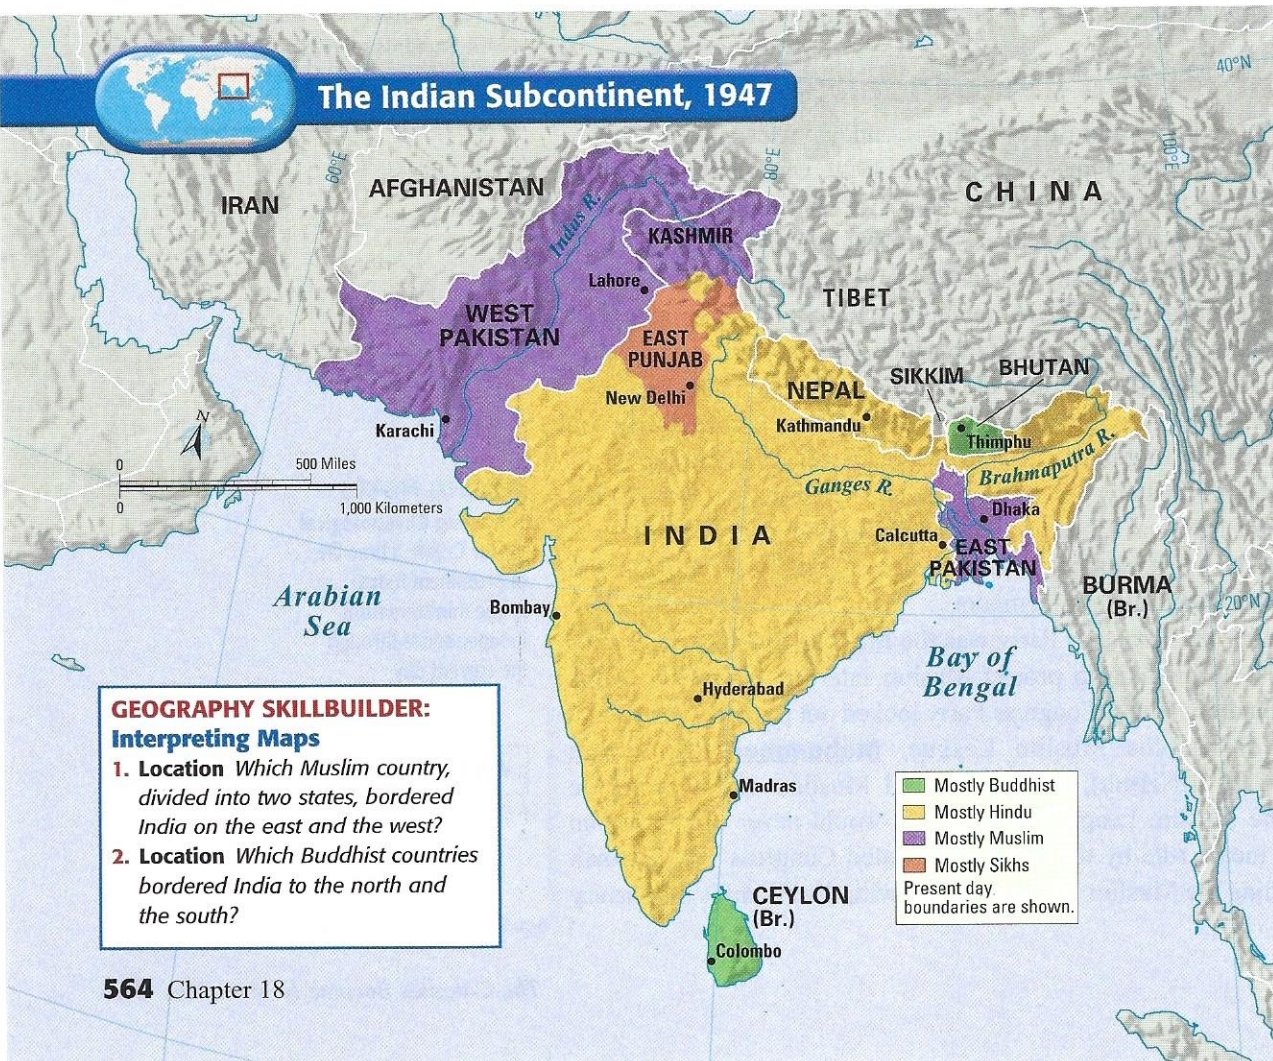 The Indian Subcontinent, 1947
40°N
60°E
80°E
100°E
IRAN
AFGHANISTAN
CHINA
Indus R.
KASHMIR
Lahore
TIBET
WEST
PAKISTAN
EAST
PUNJAB
New Delhi
NEPAL
SIKKIM
BHUTAN
Kathmandu
Thimphu
Karachi
N
0
500 Miles
0
1,000 Kilometers
Ganges R.
Brahmaputra R.
Dhaka
INDIA
Calcutta
EAST
PAKISTAN
BURMA
(Br.)
20°N
Arabian
Sea
Bombay
Bay of
Bengal
Hyderabad
Madras
CEYLON
(Br.)
Colombo
GEOGRAPHY SKILLBUILDER:
Interpreting Maps
1. Location Which Muslim country,
divided into two states, bordered
India on the east and the west?
2. Location Which Buddhist countries
bordered India to the north and
the south?
Mostly Buddhist
Mostly Hindu
Mostly Muslim
Mostly Sikhs
Present day
boundaries are shown.
564 Chapter 18